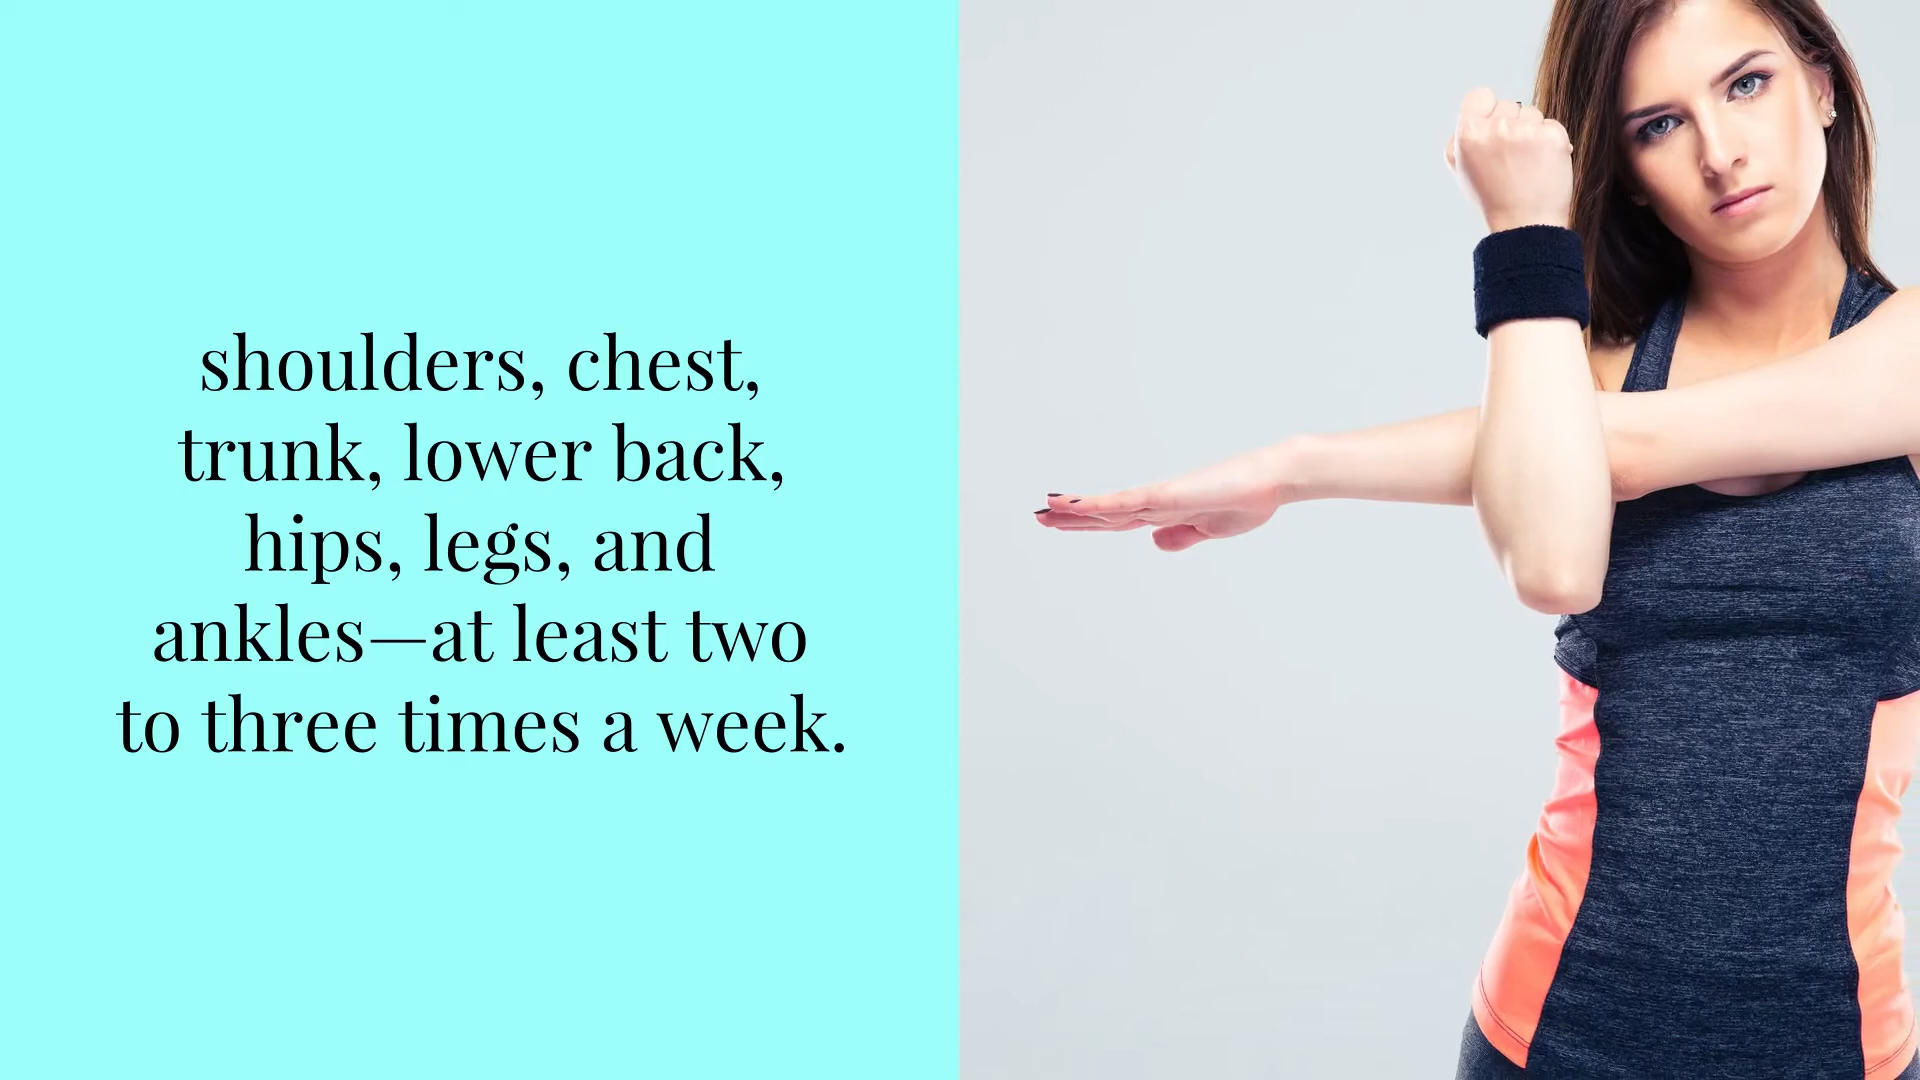 shoulders, chest,
trunk, lower back,
hips, legs, and
ankles—at least two
to three times a week.